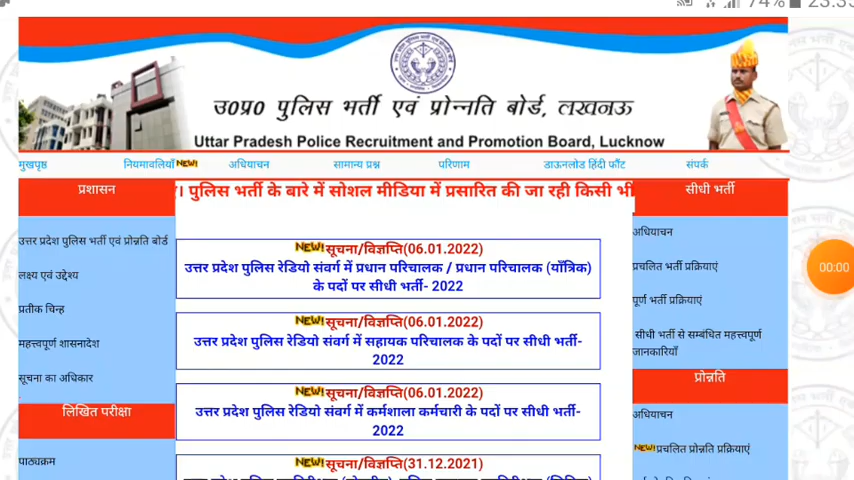 74%
उ०प्र० पुलिस भर्ती एवं प्रोन्नति बोर्ड, लखनऊ
Uttar Pradesh Police Recruitment and Promotion Board, Lucknow
मुखपृष्ठ नियमावलियाँ NEW! अधियाचन सामान्य प्रश्न परिणाम डाऊनलोड हिंदी फौंट संपर्क
प्रशासन
उत्तर प्रदेश पुलिस भर्ती एवं प्रोन्नति बोर्ड
लक्ष्य एवं उद्देश्य
प्रतीक चिन्ह
महत्त्वपूर्ण शासनादेश
सूचना का अधिकार
लिखित परीक्षा
पाठ्यक्रम
पुलिस भर्ती के बारे में सोशल मीडिया में प्रसारित की जा रही किसी भी
NEW! सूचना/विज्ञप्ति(06.01.2022)
उत्तर प्रदेश पुलिस रेडियो संवर्ग में प्रधान परिचालक / प्रधान परिचालक (याँत्रिक)
के पदों पर सीधी भर्ती- 2022
NEW! सूचना/विज्ञप्ति(06.01.2022)
उत्तर प्रदेश पुलिस रेडियो संवर्ग में सहायक परिचालक के पदों पर सीधी भर्ती-
2022
NEW! सूचना/विज्ञप्ति(06.01.2022)
उत्तर प्रदेश पुलिस रेडियो संवर्ग में कर्मशाला कर्मचारी के पदों पर सीधी भर्ती-
2022
NEW! सूचना/विज्ञप्ति(31.12.2021)
सीधी भर्ती
अधियाचन
प्रचलित भर्ती प्रक्रियाएं
पूर्ण भर्ती प्रक्रियाएं
सीधी भर्ती से सम्बंधित महत्त्वपूर्ण
जानकारियाँ
प्रोन्नति
अधियाचन
NEW! प्रचलित प्रोन्नति प्रक्रियाएं
00:00